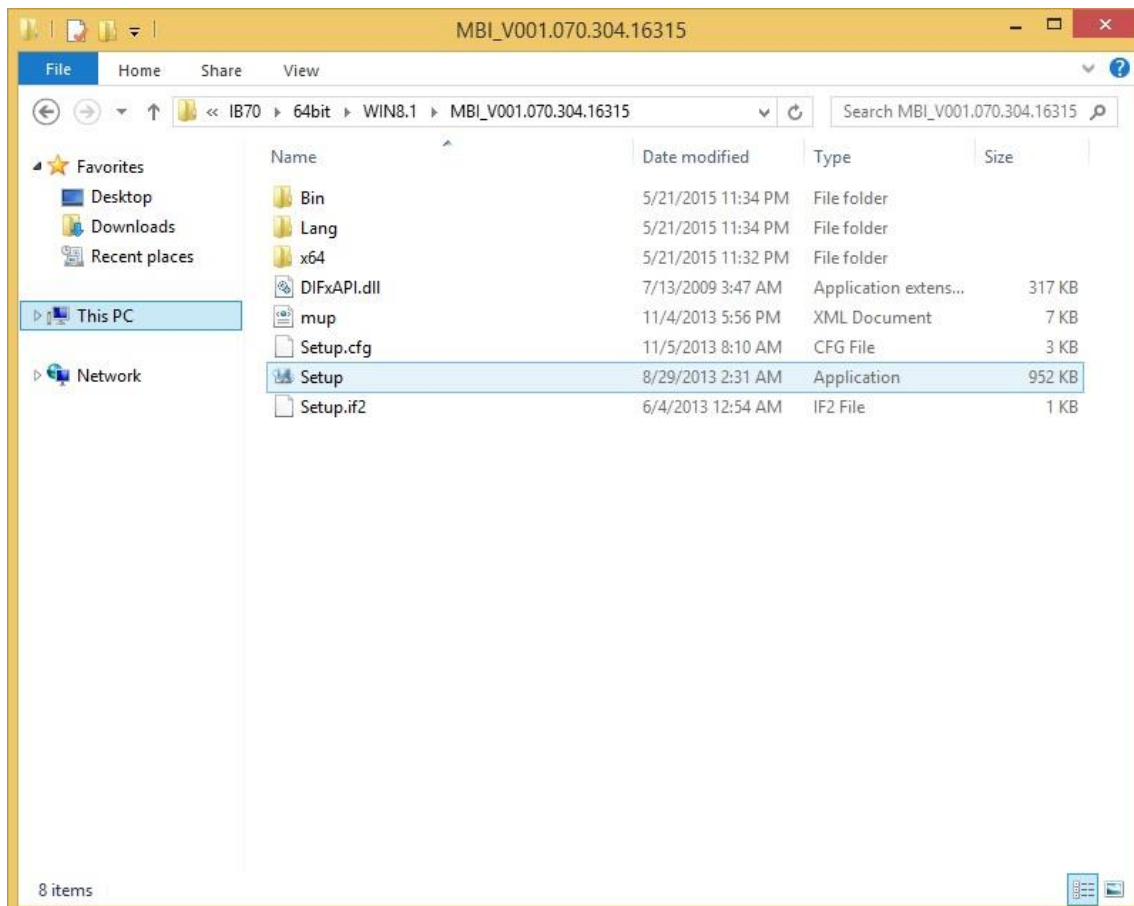 MBI_V001.070.304.16315
File Home Share View
« IB70 64bit WIN8.1 MBI_V001.070.304.16315 Search MBI_V001.070.304.16315
Favorites
Desktop
Downloads
Recent places
This PC
Network
Name Date modified Type Size
Bin 5/21/2015 11:34 PM File folder
Lang 5/21/2015 11:34 PM File folder
x64 5/21/2015 11:32 PM File folder
DIFxAPI.dll 7/13/2009 3:47 AM Application extens... 317 KB
mup 11/4/2013 5:56 PM XML Document 7 KB
Setup.cfg 11/5/2013 8:10 AM CFG File 3 KB
Setup 8/29/2013 2:31 AM Application 952 KB
Setup.if2 6/4/2013 12:54 AM IF2 File 1 KB
8 items